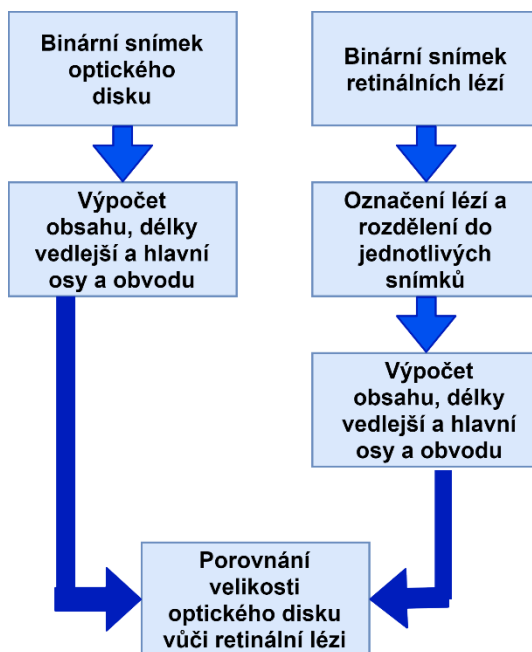 Binární snímek
optického
disku
Výpočet
obsahu, délky
vedlejší a hlavní
osy a obvodu
Binární snímek
retinálních lézí
Označení lézí a
rozdělení do
jednotlivých
snímků
Výpočet
obsahu, délky
vedlejší a hlavní
osy a obvodu
Porovnání
velikosti
optického disku
vůči retinální lézi